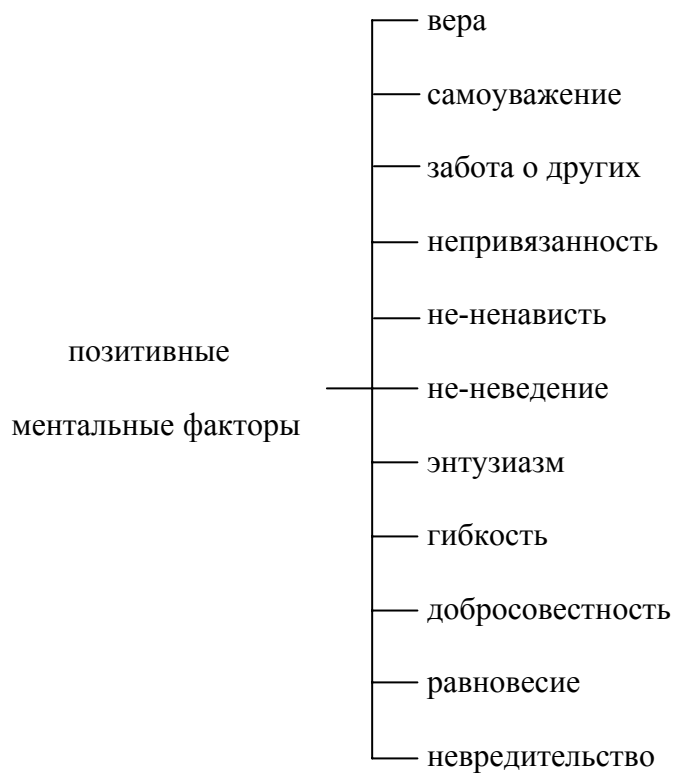 вера
самоуважение
забота о других
непривязанность
не-ненависть
позитивные
не-неведение
ментальные факторы
энтузиазм
гибкость
добросовестность
равновесие
невредительство